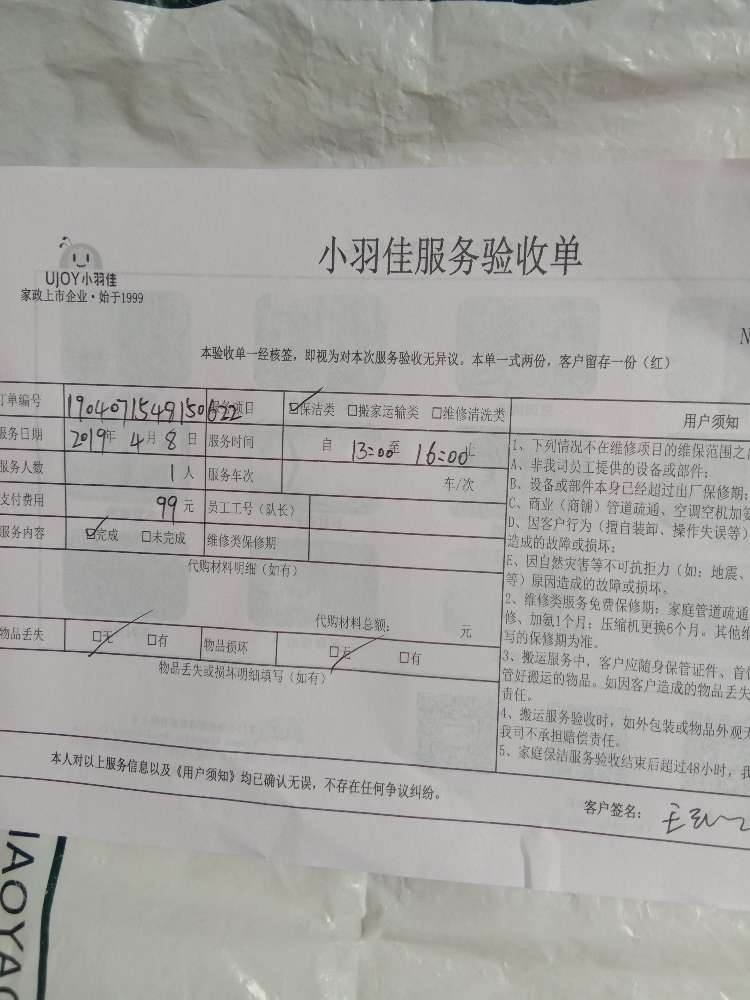 小羽佳服务验收单
UJOY小羽佳
家政上市企业·始于1999
N
本验收单一经核签，即视为对本次服务验收无异议。本单一式两份，客户留存一份（红）
订单编号 1904071548150622 服务项目 ☑保洁类 □搬家运输类 □维修清洗类
服务日期 2019年 4月 8日 服务时间 自 13:00至 16:00止
服务人数 1人 服务车次 车/次
支付费用 99元 员工工号（队长）
服务内容 ☑完成 □未完成 维修类保修期
代购材料明细（如有）
代购材料总额： 元
物品丢失 ☑无 □有 物品损坏 ☑无 □有
物品丢失或损坏明细填写（如有）
用户须知
1、下列情况不在维修项目的维保范围之
A、非我司员工提供的设备或部件；
B、设备或部件本身已经超过出厂保修期；
C、商业（商铺）管道疏通、空调空机加氨
D、因客户行为（擅自装卸、操作失误等）
造成的故障或损坏；
E、因自然灾害等不可抗拒力（如：地震、
等）原因造成的故障或损坏。
2、维修类服务免费保修期：家庭管道疏通
修、加氨1个月；压缩机更换6个月。其他维
写的保修期为准。
3、搬运服务中，客户应随身保管证件、首饰
管好搬运的物品。如因客户造成的物品丢失
责任。
4、搬运服务验收时，如外包装或物品外观无
我司不承担赔偿责任。
5、家庭保洁服务验收结束后超过48小时，我
本人对以上服务信息以及《用户须知》均已确认无误，不存在任何争议纠纷。
客户签名：
IAOYAO